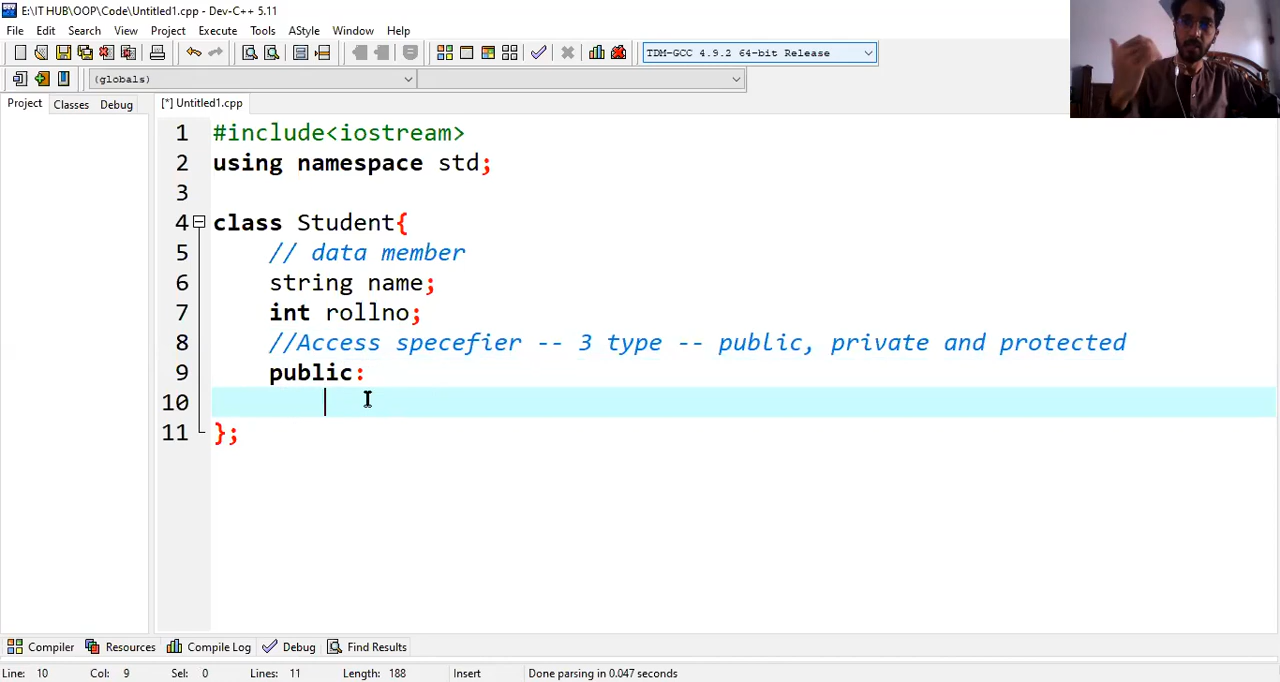 E:\IT HUB\OOP\Code\Untitled1.cpp - Dev-C++ 5.11
File Edit Search View Project Execute Tools AStyle Window Help
TDM-GCC 4.9.2 64-bit Release
(globals)
Project Classes Debug [*] Untitled1.cpp
1 #include<iostream>
2 using namespace std;
3
4 class Student{
5 // data member
6 string name;
7 int rollno;
8 //Access specefier -- 3 type -- public, private and protected
9 public:
10
11 };
Compiler Resources Compile Log Debug Find Results
Line: 10 Col: 9 Sel: 0 Lines: 11 Length: 188 Insert Done parsing in 0.047 seconds